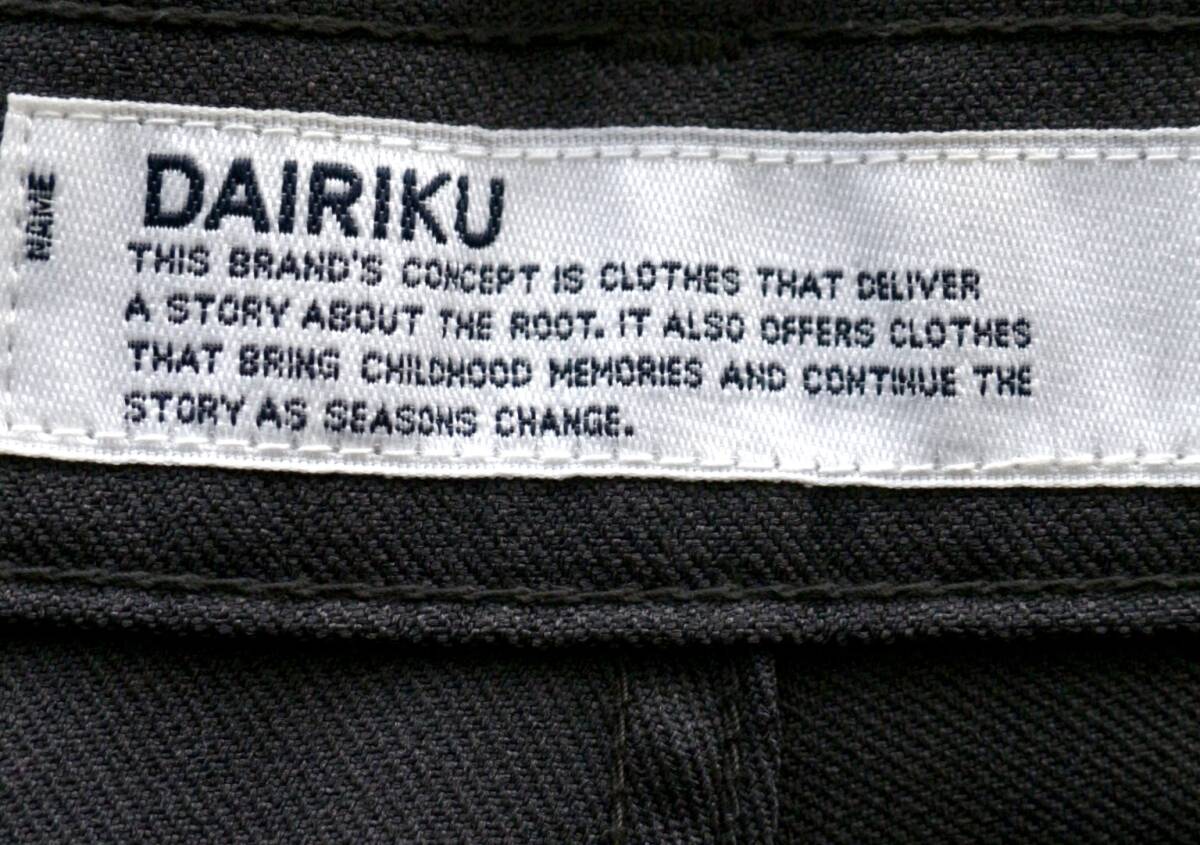 NAME
DAIRIKU
THIS BRAND'S CONCEPT IS CLOTHES THAT DELIVER
A STORY ABOUT THE ROOT. IT ALSO OFFERS CLOTHES
THAT BRING CHILDHOOD MEMORIES AND CONTINUE THE
STORY AS SEASONS CHANGE.